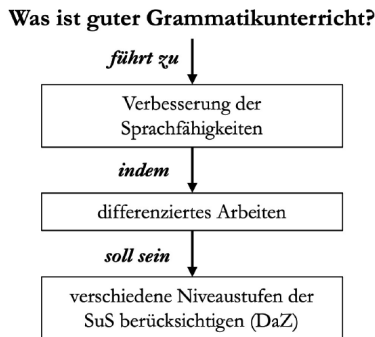 Was ist guter Grammatikunterricht?
führt zu
Verbesserung der
Sprachfähigkeiten
indem
differenziertes Arbeiten
soll sein
verschiedene Niveaustufen der
SuS berücksichtigen (DaZ)